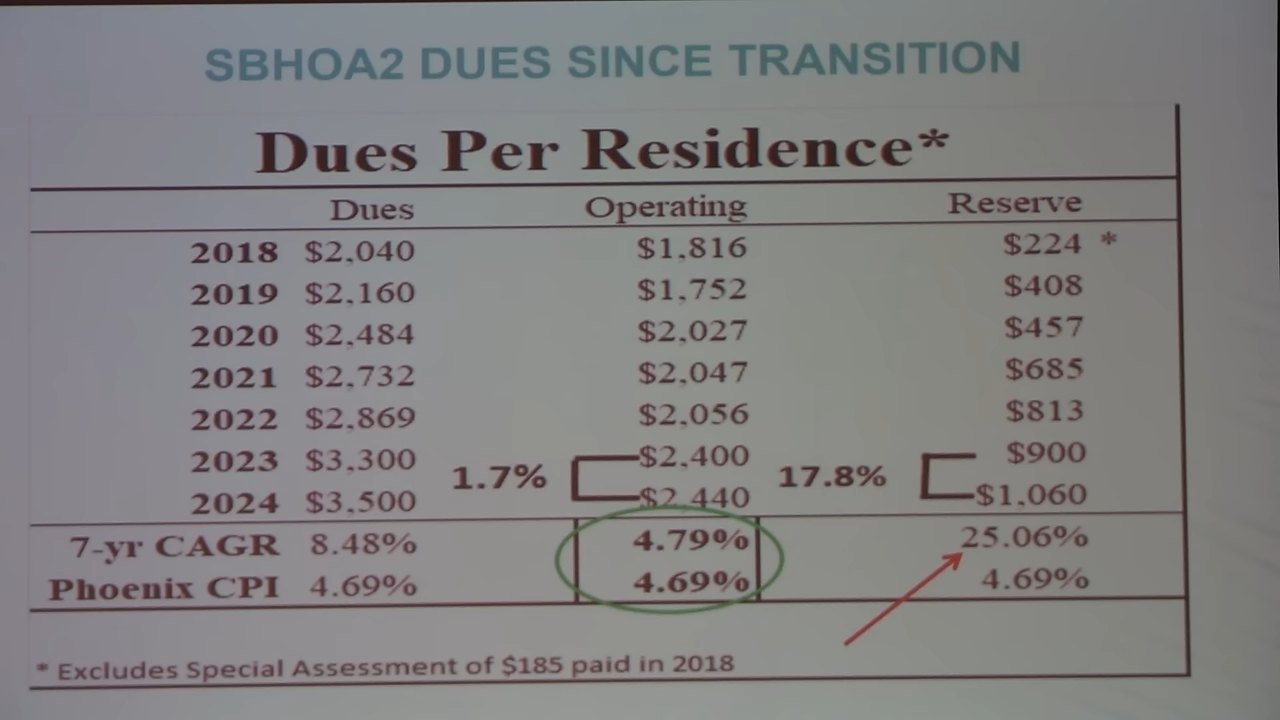 SBHOA2 DUES SINCE TRANSITION
Dues Per Residence*
Dues Operating Reserve
2018 $2,040 $1,816 $224 *
2019 $2,160 $1,752 $408
2020 $2,484 $2,027 $457
2021 $2,732 $2,047 $685
2022 $2,869 $2,056 $813
2023 $3,300 $2,400 $900
1.7% 17.8%
2024 $3,500 $2,440 $1,060
7-yr CAGR 8.48% 4.79% 25.06%
Phoenix CPI 4.69% 4.69% 4.69%
* Excludes Special Assessment of $185 paid in 2018